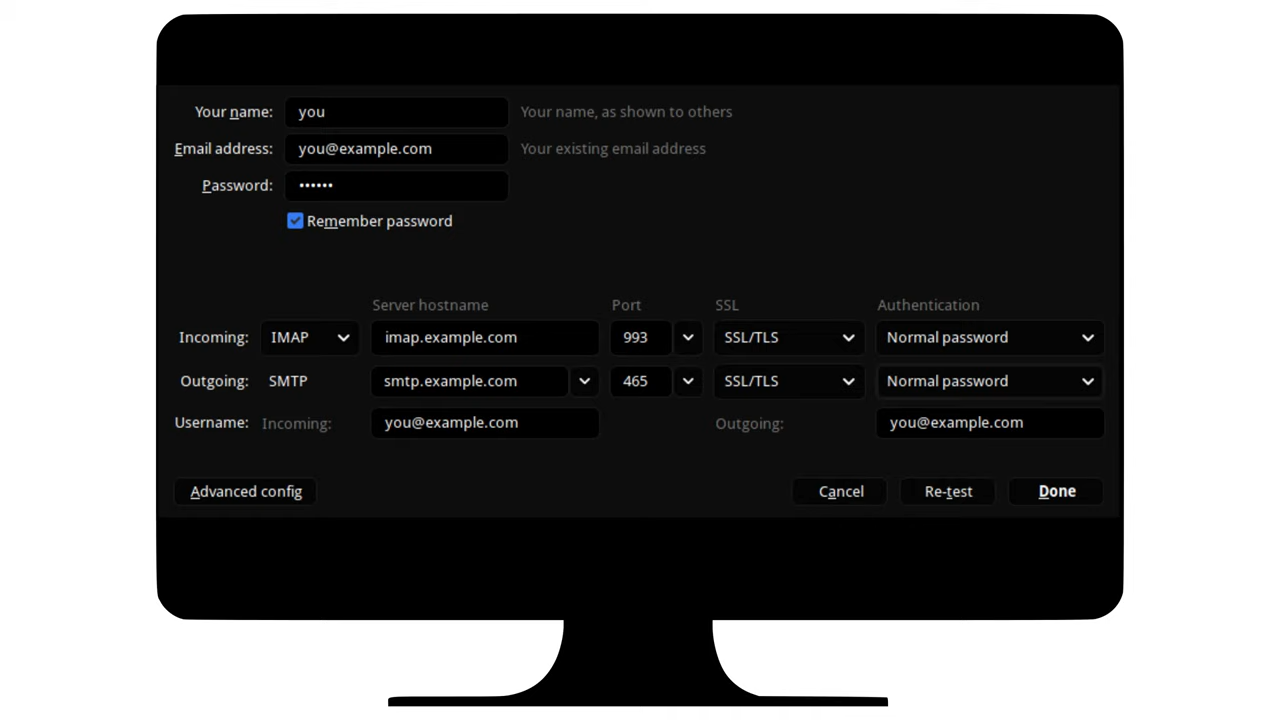 Your name: you Your name, as shown to others
Email address: you@example.com Your existing email address
Password: ••••••
Remember password
Server hostname Port SSL Authentication
Incoming: IMAP imap.example.com 993 SSL/TLS Normal password
Outgoing: SMTP smtp.example.com 465 SSL/TLS Normal password
Username: Incoming: you@example.com Outgoing: you@example.com
Advanced config Cancel Re-test Done